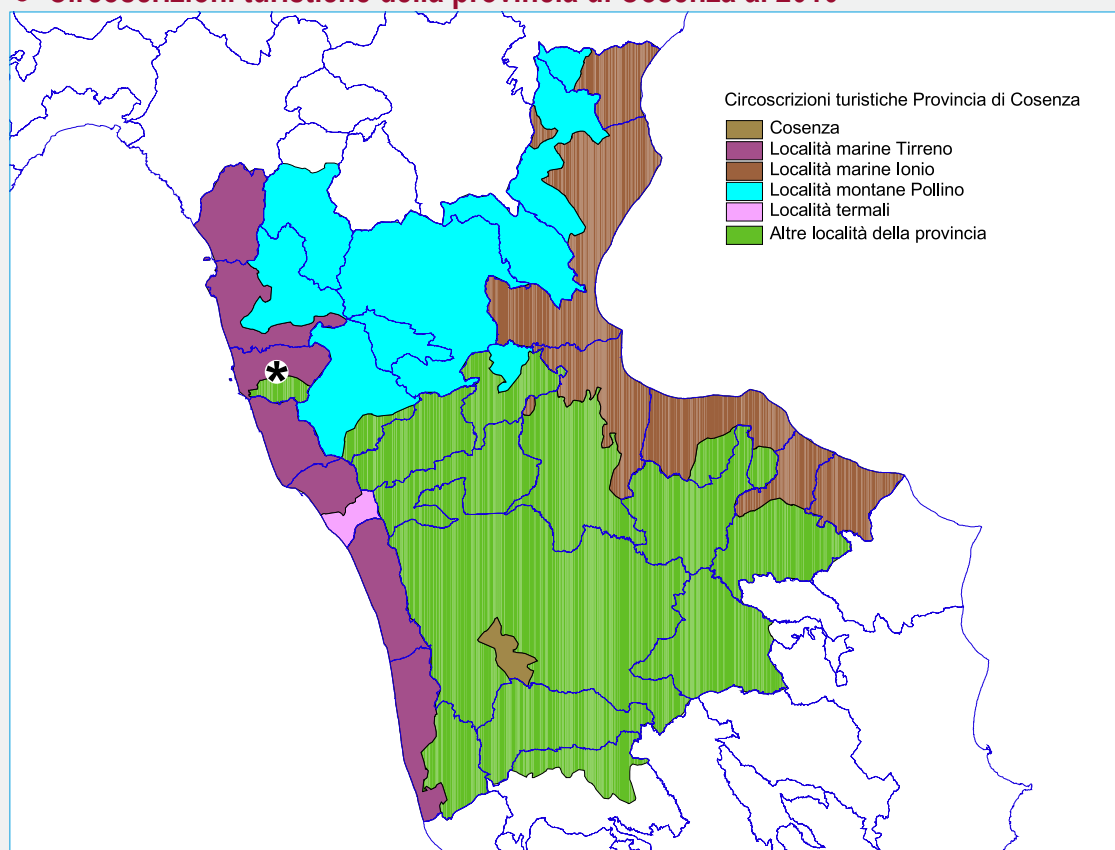 Circoscrizioni turistiche Provincia di Cosenza
Cosenza
Località marine Tirreno
Località marine Ionio
Località montane Pollino
Località termali
Altre località della provincia
*